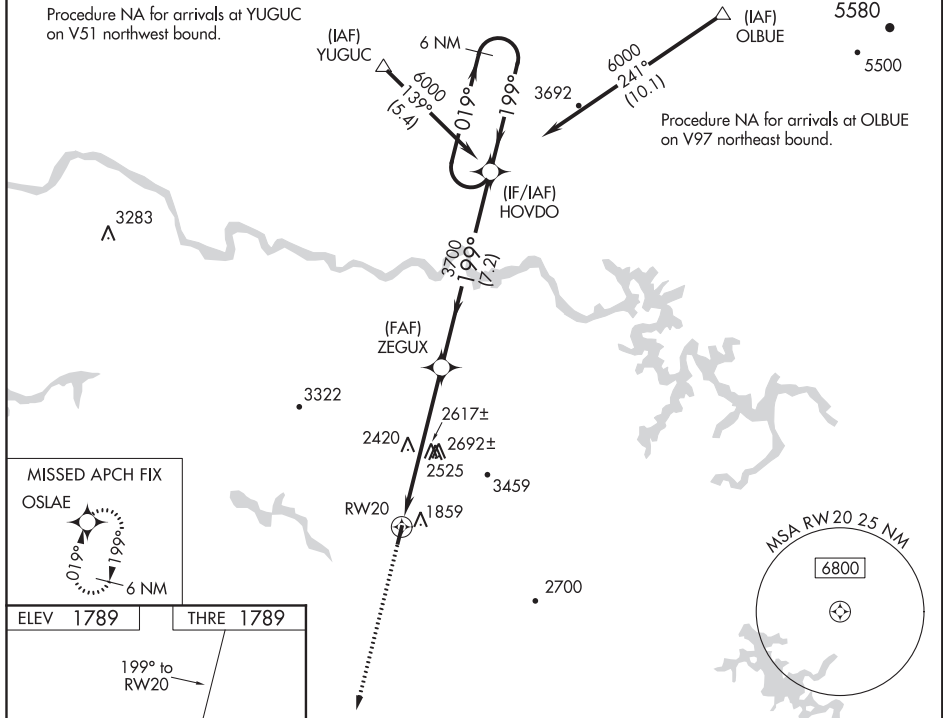 Procedure NA for arrivals at YUGUC
on V51 northwest bound.
(IAF)
YUGUC
6 NM
6000
139°
(5.4)
019°
199°
(IAF)
OLBUE
6000
241°
(10.1)
5580
5500
3692
Procedure NA for arrivals at OLBUE
on V97 northeast bound.
(IF/IAF)
HOVDO
3283
3700
199°
(7.2)
(FAF)
ZEGUX
3322
2617±
2420
2692±
2525
3459
MISSED APCH FIX
OSLAE
019°
199°
6 NM
RW20
1859
MSA RW20 25 NM
6800
2700
ELEV 1789
THRE 1789
199° to
RW20